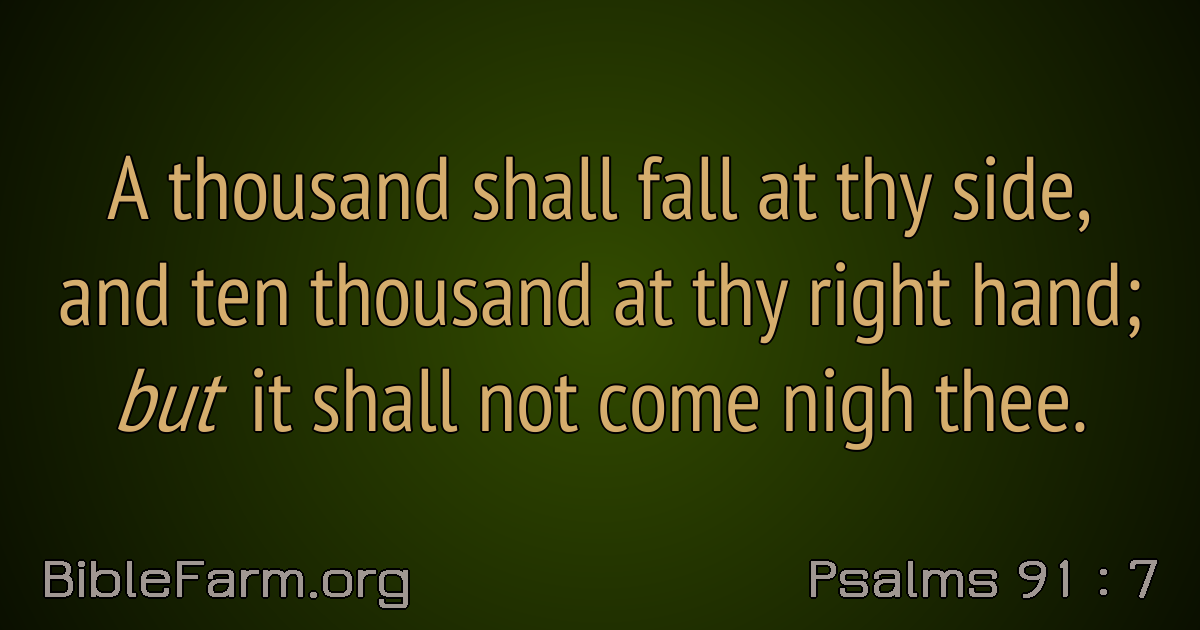 A thousand shall fall at thy side,
and ten thousand at thy right hand;
but it shall not come nigh thee.
BibleFarm.org
Psalms 91 : 7